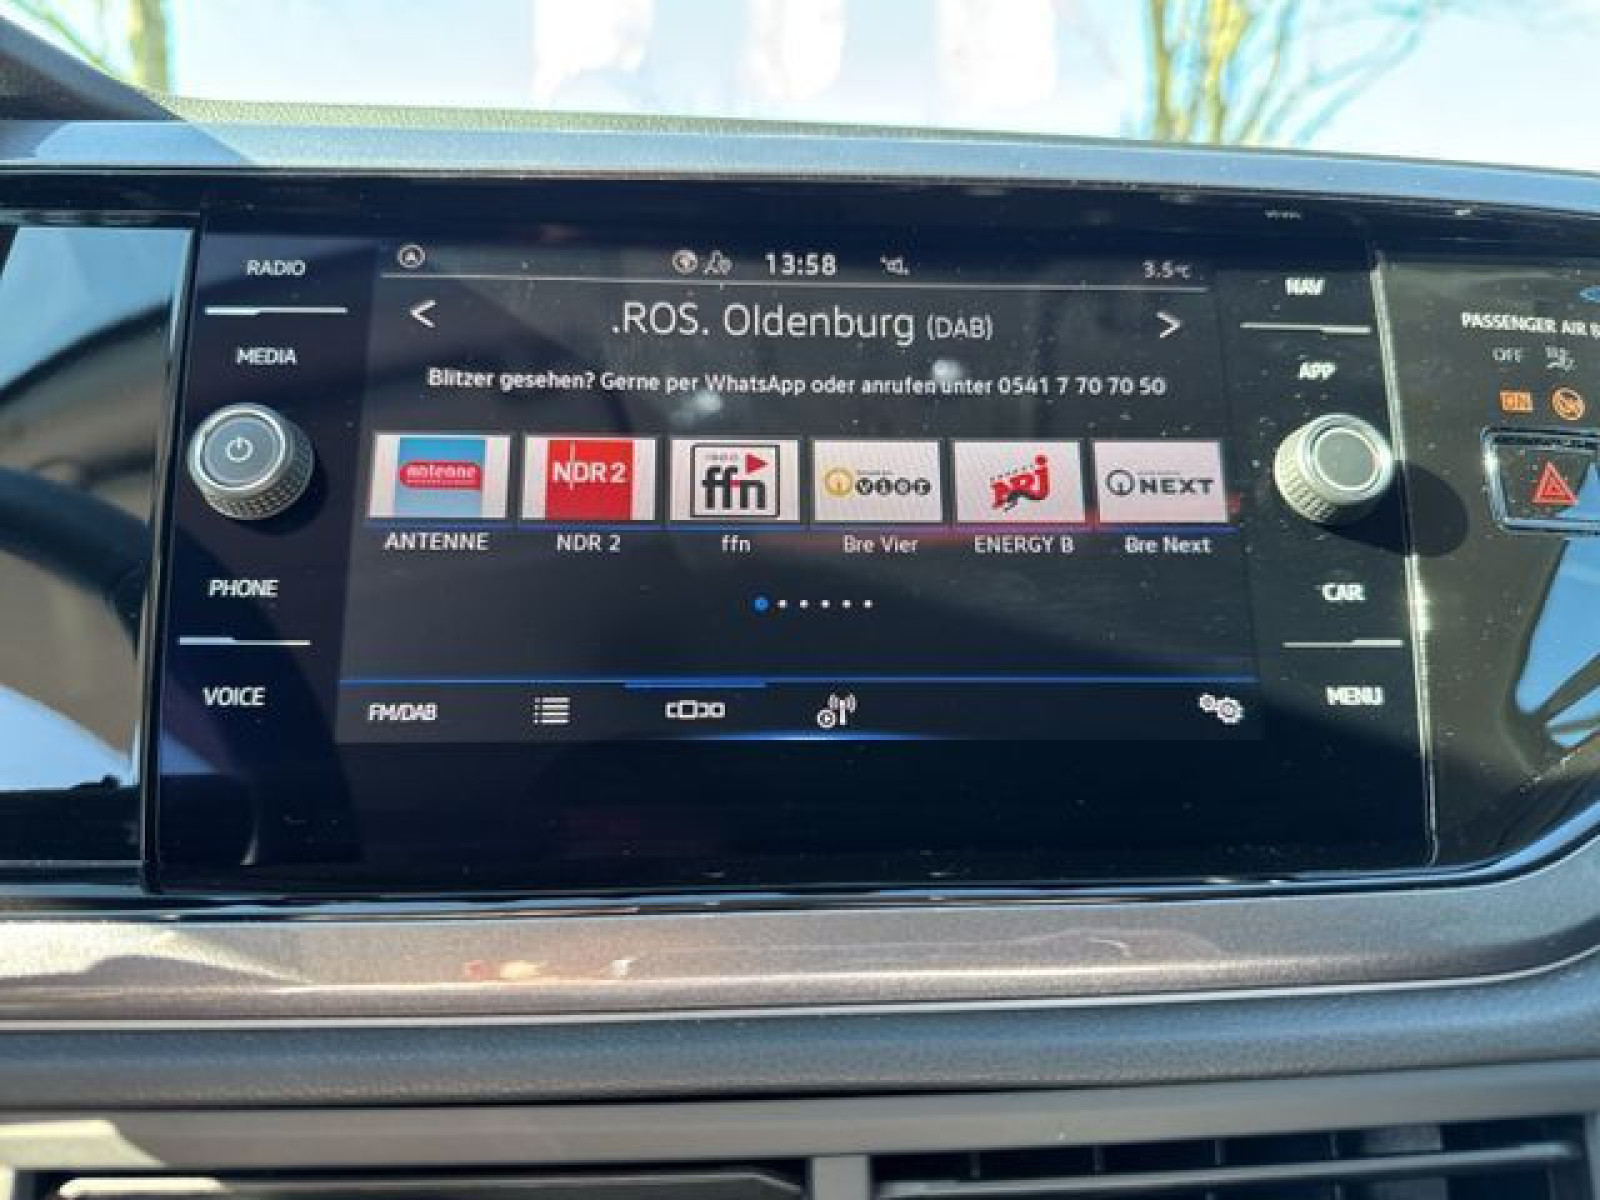 RADIO
MEDIA
PHONE
VOICE
13:58
3.5°C
.ROS. Oldenburg (DAB)
Blitzer gesehen? Gerne per WhatsApp oder anrufen unter 0541 7 70 70 50
antenne
NDR 2
ffn
vier
NRJ
NEXT
ANTENNE
NDR 2
ffn
Bre Vier
ENERGY B
Bre Next
FM/DAB
NAV
APP
CAR
MENU
PASSENGER AIR B
OFF
ON